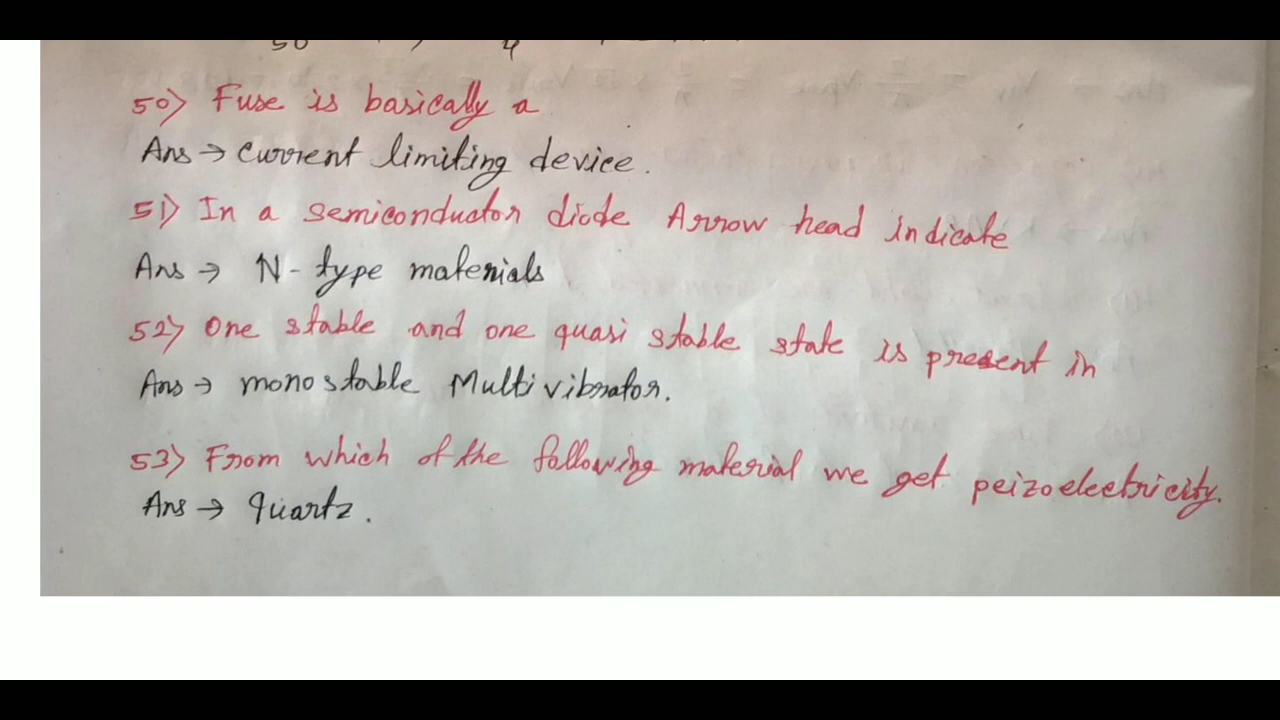 50) Fuse is basically a
Ans → Current limiting device.
51) In a semiconductor diode Arrow head indicate
Ans → N-type materials
52) One stable and one quasi stable state is present in
Ans → monostable Multivibrator.
53) From which of the following material we get peizoelectricity.
Ans → quartz.